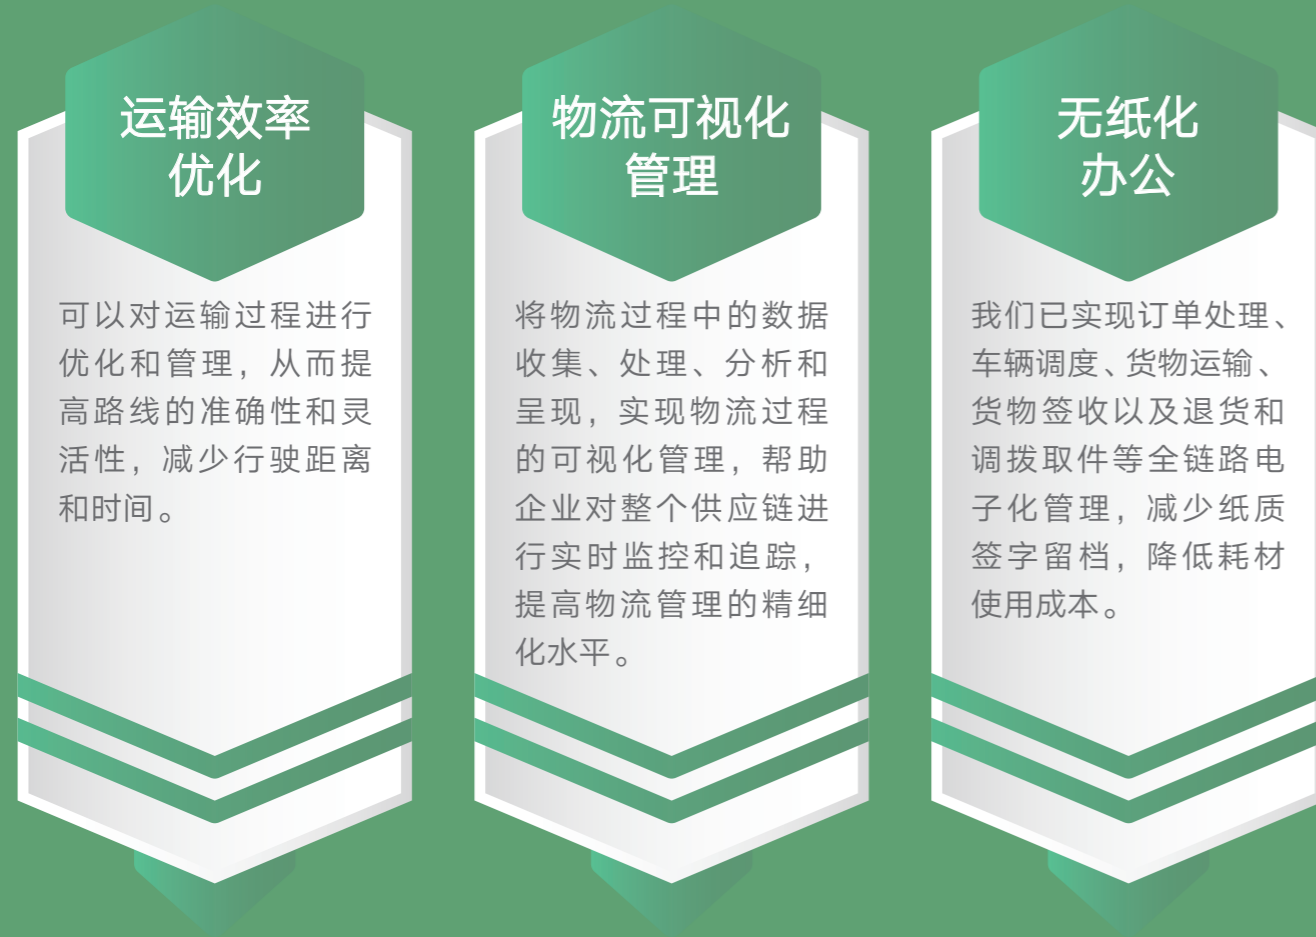 运输效率
优化
可以对运输过程进行
优化和管理，从而提
高路线的准确性和灵
活性，减少行驶距离
和时间。
物流可视化
管理
将物流过程中的数据
收集、处理、分析和
呈现，实现物流过程
的可视化管理，帮助
企业对整个供应链进
行实时监控和追踪，
提高物流管理的精细
化水平。
无纸化
办公
我们已实现订单处理、
车辆调度、货物运输、
货物签收以及退货和
调拨取件等全链路电
子化管理，减少纸质
签字留档，降低耗材
使用成本。